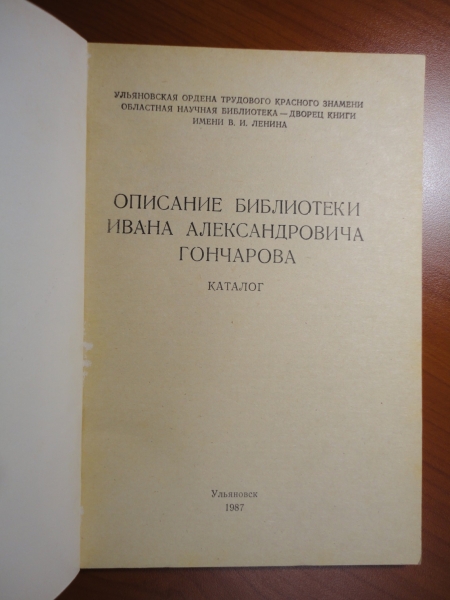 УЛЬЯНОВСКАЯ ОРДЕНА ТРУДОВОГО КРАСНОГО ЗНАМЕНИ
ОБЛАСТНАЯ НАУЧНАЯ БИБЛИОТЕКА — ДВОРЕЦ КНИГИ
ИМЕНИ В. И. ЛЕНИНА
ОПИСАНИЕ БИБЛИОТЕКИ
ИВАНА АЛЕКСАНДРОВИЧА
ГОНЧАРОВА
КАТАЛОГ
Ульяновск
1987